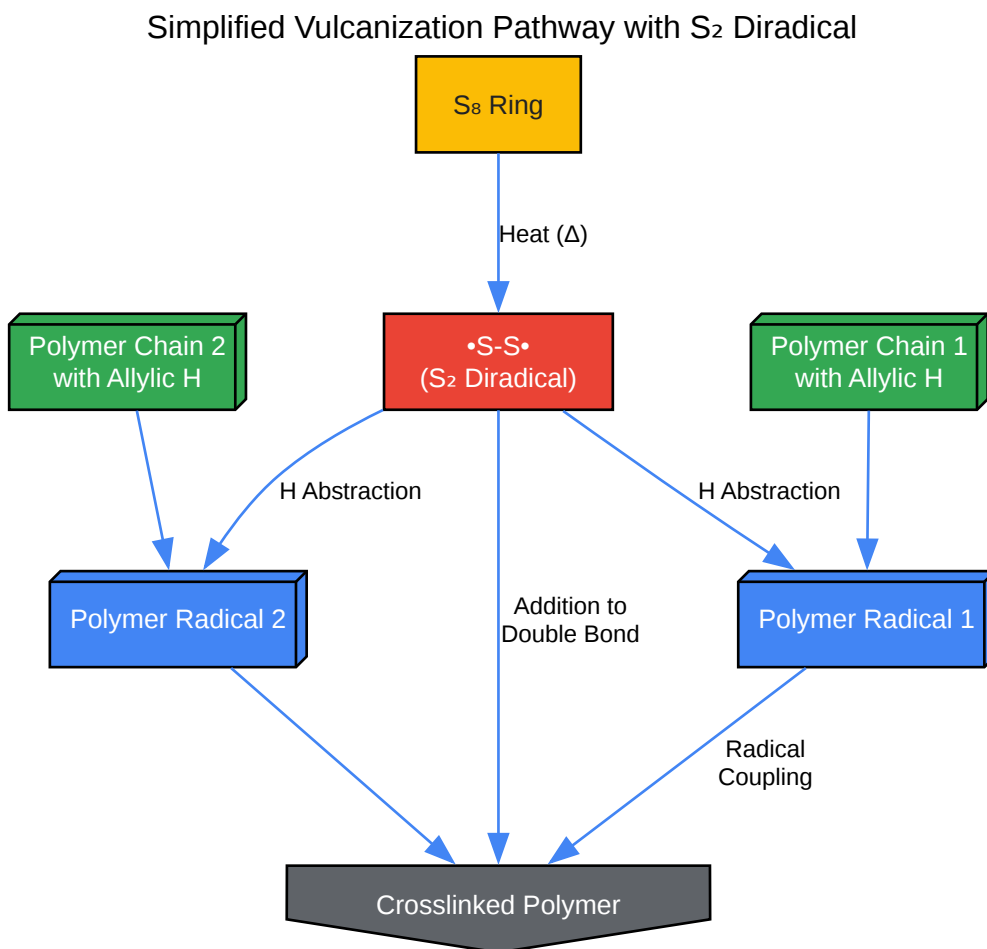 Simplified Vulcanization Pathway with S₂ Diradical
S₈ Ring
Heat (Δ)
Polymer Chain 2
with Allylic H
•S-S•
(S₂ Diradical)
Polymer Chain 1
with Allylic H
H Abstraction
H Abstraction
Polymer Radical 2
Addition to
Double Bond
Polymer Radical 1
Radical
Coupling
Crosslinked Polymer